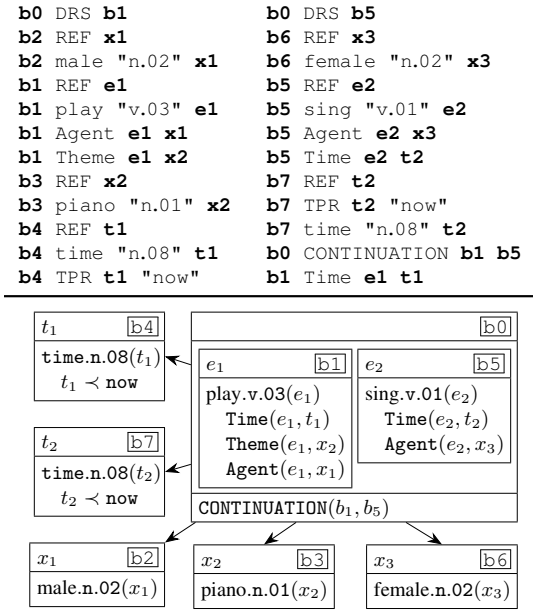 b0 DRS b1 b0 DRS b5
b2 REF x1 b6 REF x3
b2 male "n.02" x1 b6 female "n.02" x3
b1 REF e1 b5 REF e2
b1 play "v.03" e1 b5 sing "v.01" e2
b1 Agent e1 x1 b5 Agent e2 x3
b1 Theme e1 x2 b5 Time e2 t2
b3 REF x2 b7 REF t2
b3 piano "n.01" x2 b7 TPR t2 "now"
b4 REF t1 b7 time "n.08" t2
b4 time "n.08" t1 b0 CONTINUATION b1 b5
b4 TPR t1 "now" b1 Time e1 t1
t₁ b4
time.n.08(t₁)
t₁ ≺ now
t₂ b7
time.n.08(t₂)
t₂ ≺ now
b0
e₁ b1
play.v.03(e₁)
Time(e₁, t₁)
Theme(e₁, x₂)
Agent(e₁, x₁)
e₂ b5
sing.v.01(e₂)
Time(e₂, t₂)
Agent(e₂, x₃)
CONTINUATION(b₁, b₅)
x₁ b2
male.n.02(x₁)
x₂ b3
piano.n.01(x₂)
x₃ b6
female.n.02(x₃)